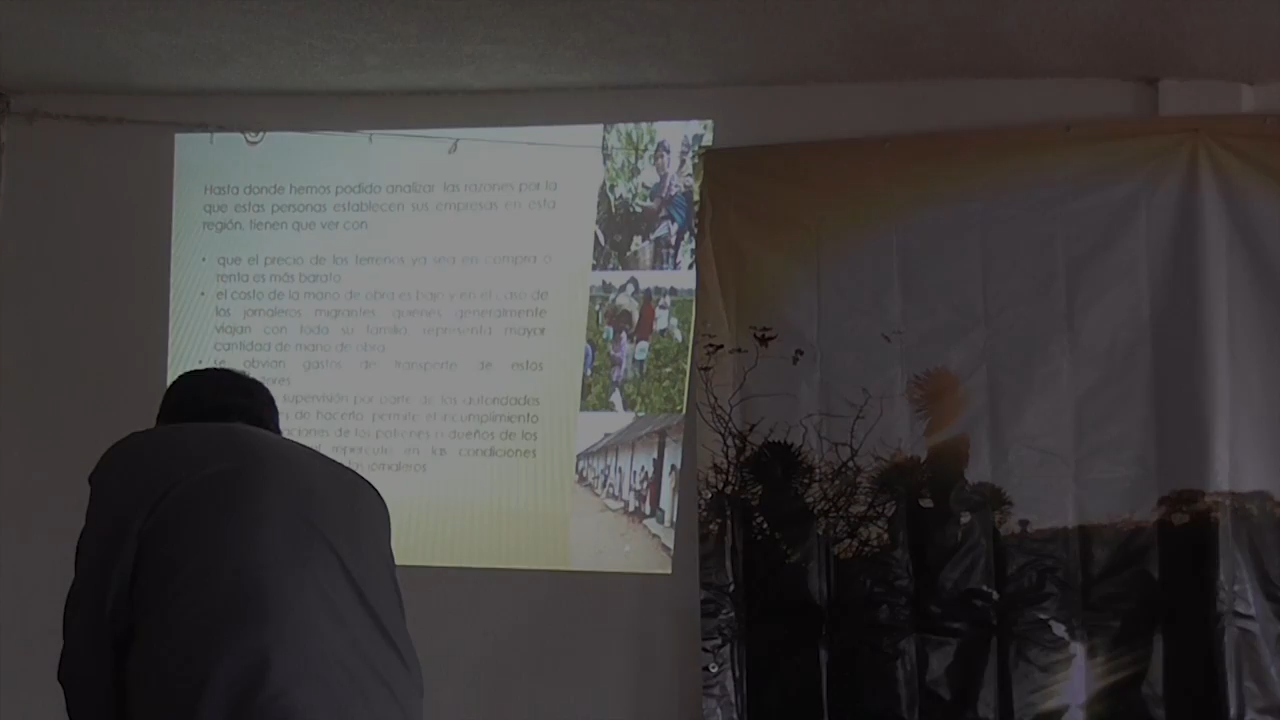 Hasta donde hemos podido analizar, las razones por la
que estas personas establecen sus empresas en esta
región, tienen que ver con:
• que el precio de los terrenos ya sea en compra o
renta es más barato
• el costo de la mano de obra es bajo y en el caso de
los jornaleros migrantes quienes generalmente
viajan con toda su familia, representa mayor
cantidad de mano de obra
• se obvian gastos de transporte de estos
supervisión por parte de las autoridades
de hacerlo, permite el incumplimiento
de los patrones o dueños de los
repercute en las condiciones
jornaleros